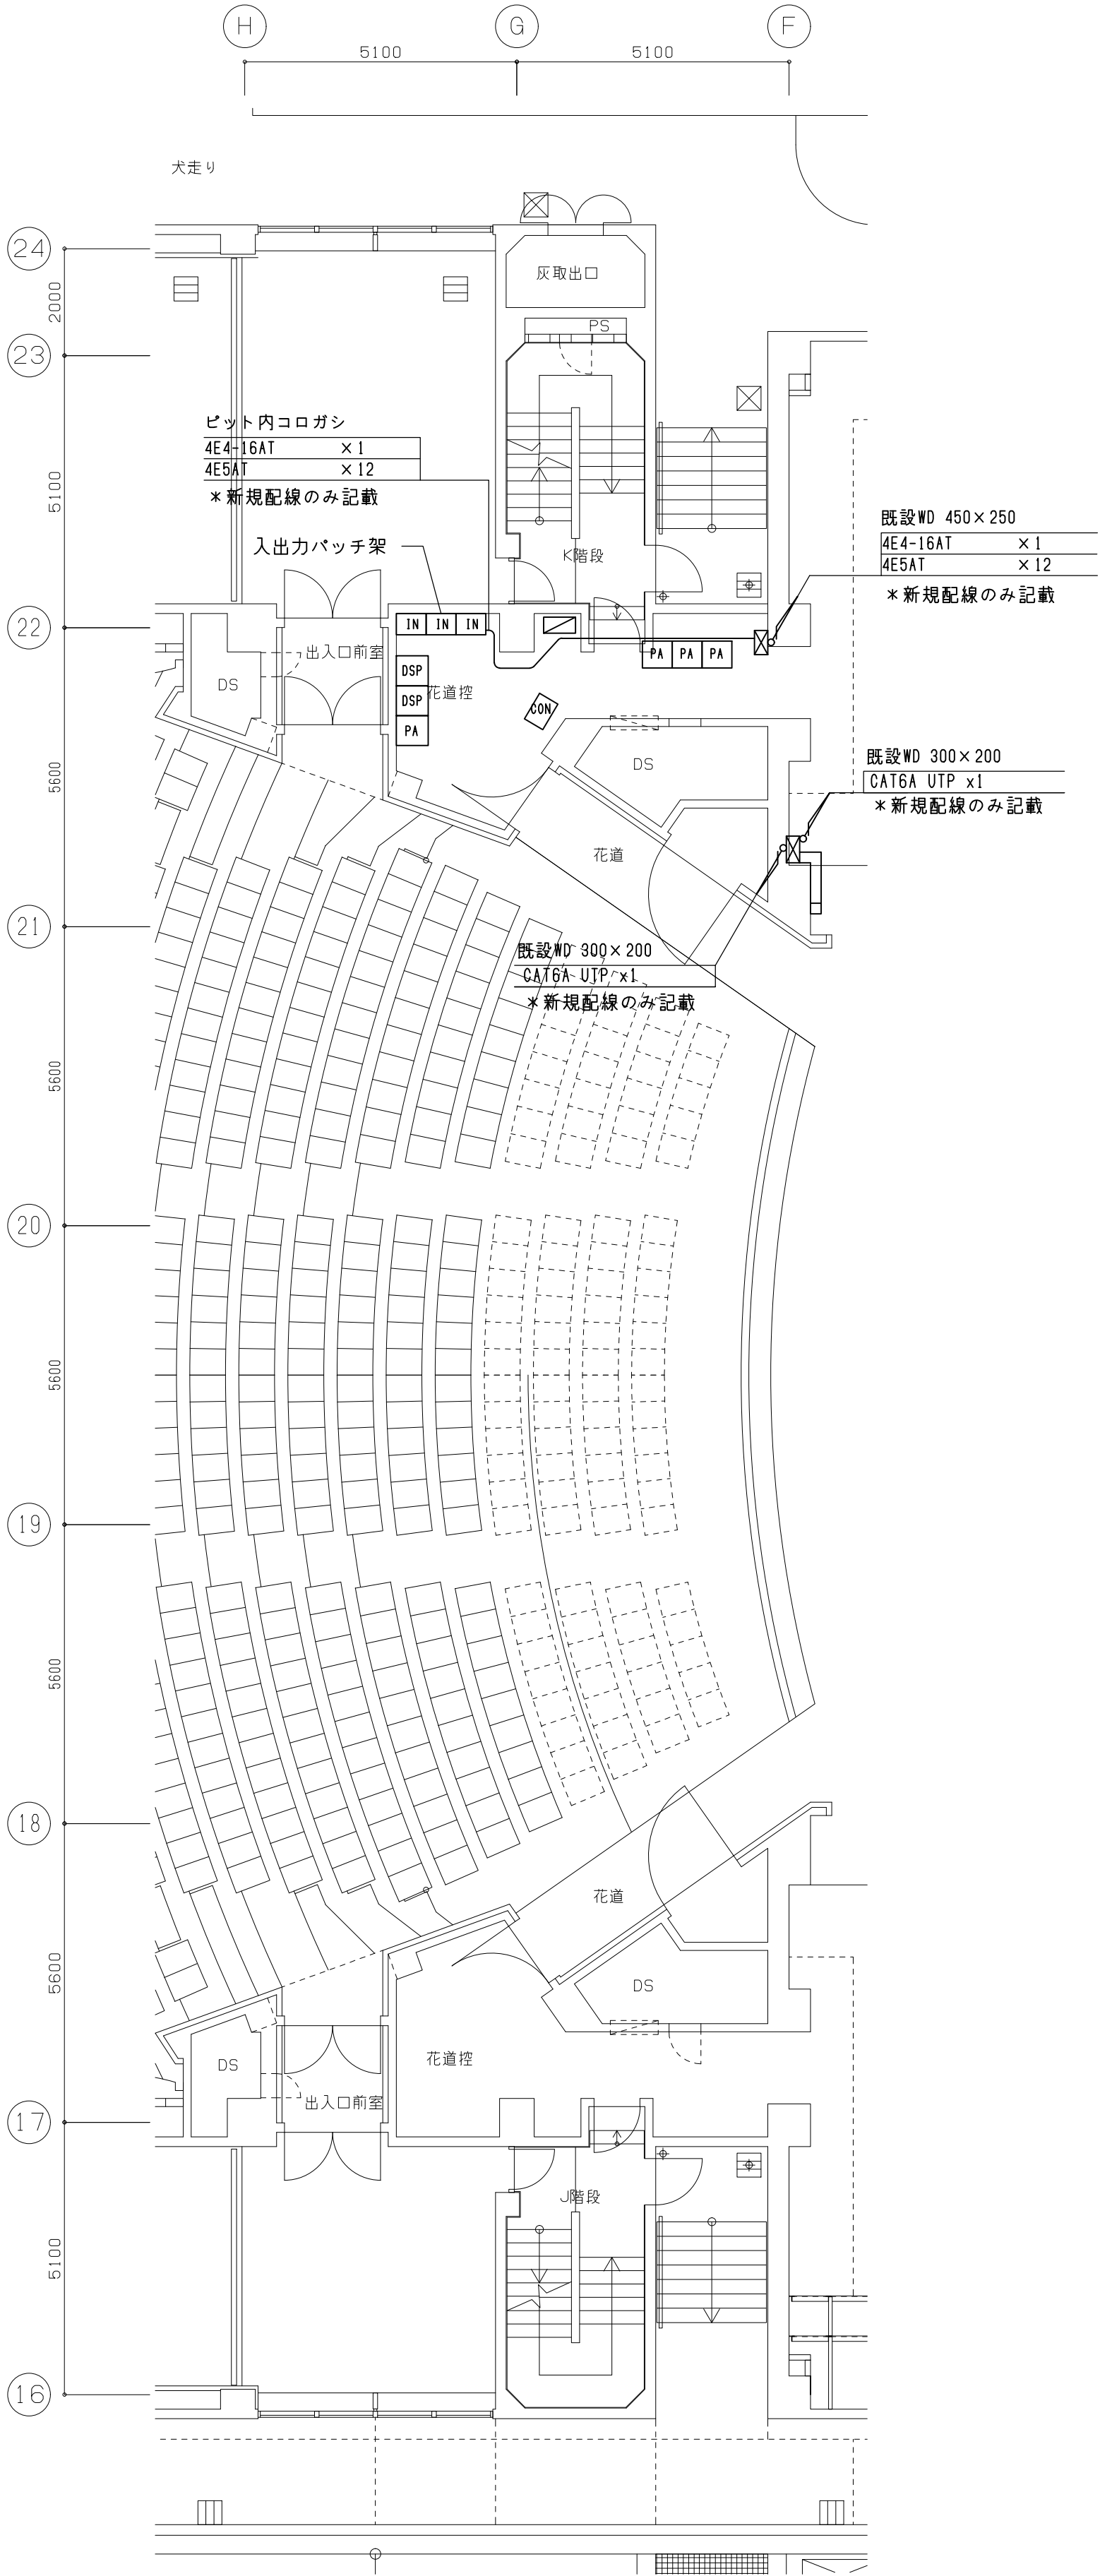 H G F
5100 5100
犬走り
24
灰取出口
2000
PS
23
ピット内コロガシ
4E4-16AT ×1
4E5AT ×12
＊新規配線のみ記載
5100
既設WD 450×250
4E4-16AT ×1
4E5AT ×12
＊新規配線のみ記載
入出力パッチ架
K階段
22
IN IN IN
出入口前室
PA PA PA
DSP
DS
花道控
DSP
CON
PA
5600
DS
既設WD 300×200
CAT6A UTP x1
＊新規配線のみ記載
花道
21
既設WD 300×200
CAT6A UTP x1
＊新規配線のみ記載
5600
20
5600
19
5600
18
花道
5600
DS
花道控
DS
出入口前室
17
J階段
5100
16